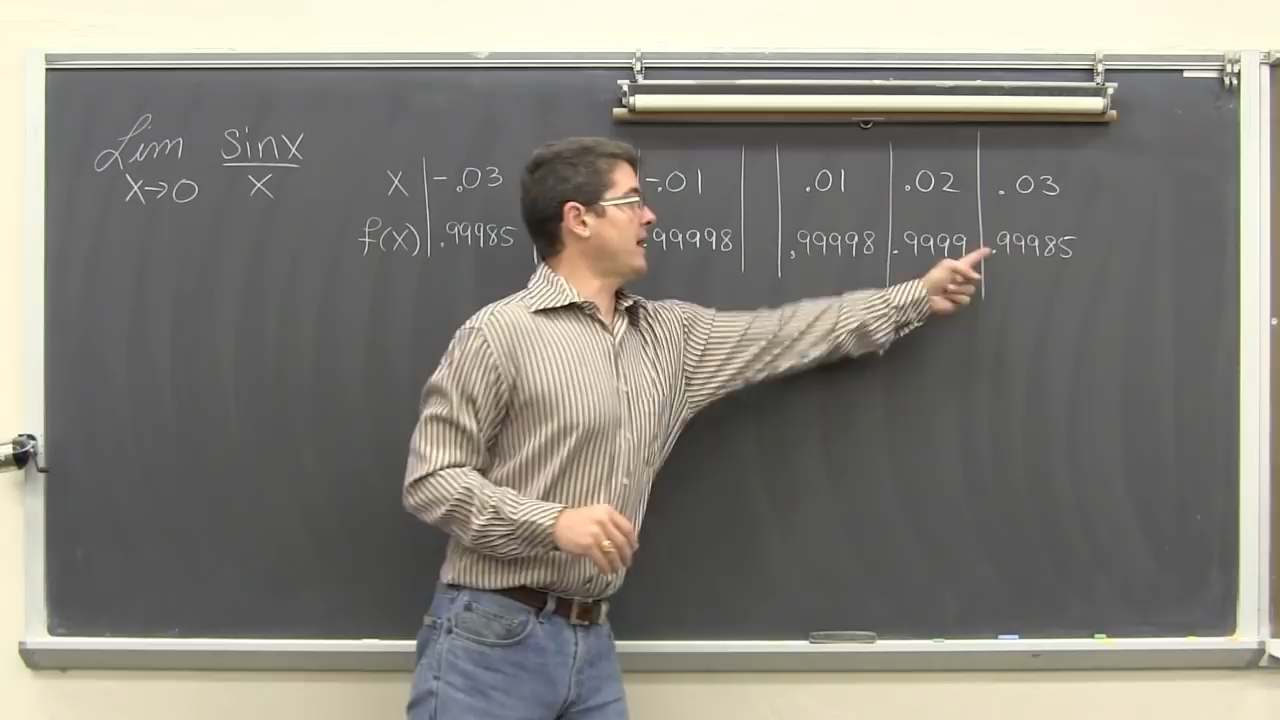 Lim sinx
x→0 x
x -.03 -.01 .01 .02 .03
f(x) .99985 99998 .99998 .9999 .99985